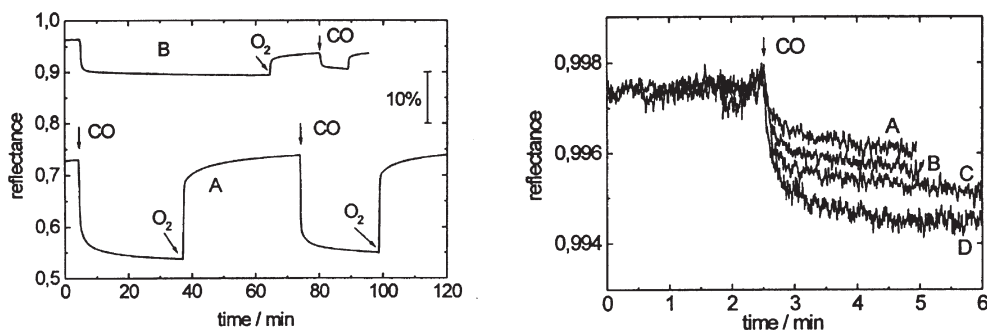 1,0
0,9
0,8
0,7
0,6
0,5
reflectance
B
O2
CO
10%
CO
CO
A
O2
O2
0 20 40 60 80 100 120
time / min
0,998
0,996
0,994
reflectance
CO
A
B
C
D
0 1 2 3 4 5 6
time / min